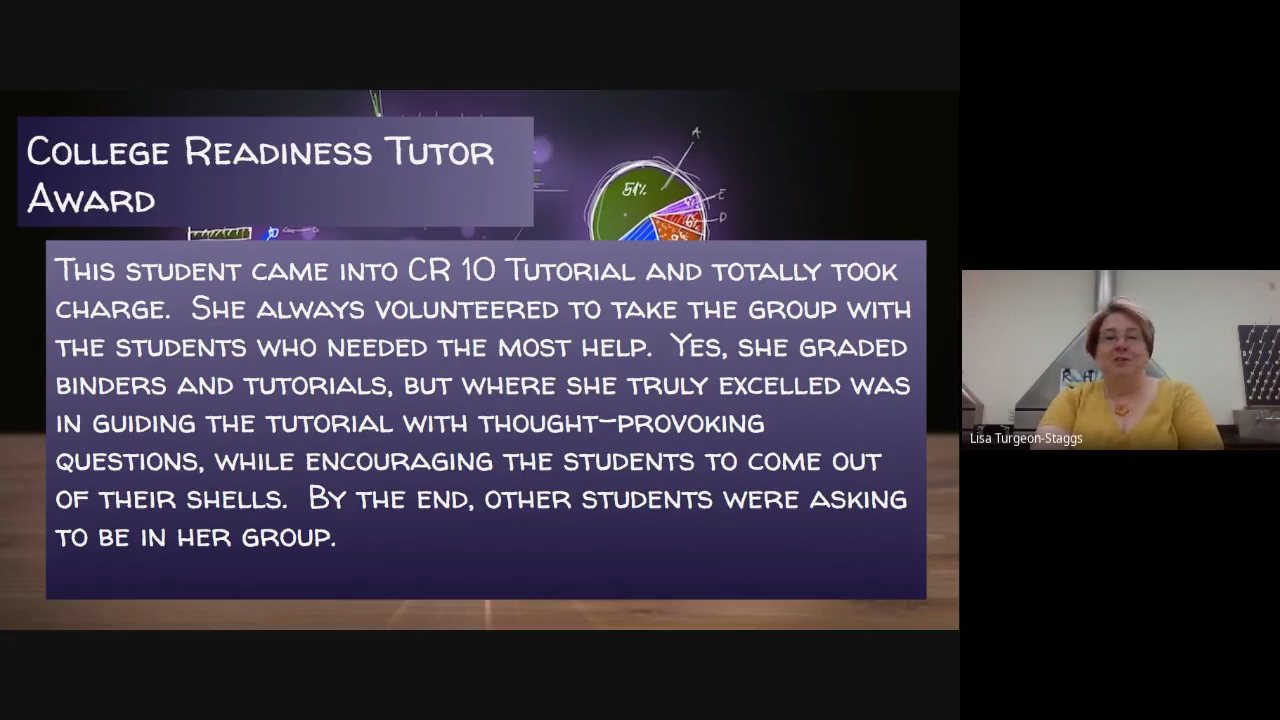 College Readiness Tutor
Award
51%
A
E
D
This student came into CR 10 Tutorial and totally took
charge. She always volunteered to take the group with
the students who needed the most help. Yes, she graded
binders and tutorials, but where she truly excelled was
in guiding the tutorial with thought-provoking
questions, while encouraging the students to come out
of their shells. By the end, other students were asking
to be in her group.
Lisa Turgeon-Staggs